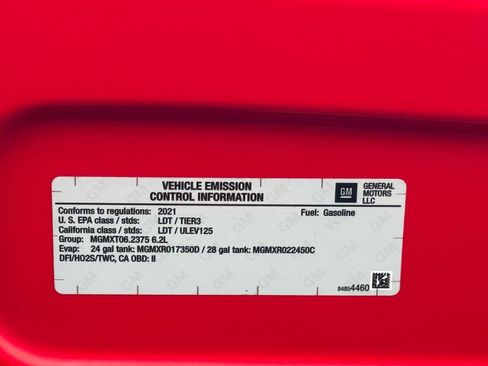 VEHICLE EMISSION
CONTROL INFORMATION
GM
GENERAL
MOTORS
LLC
Conforms to regulations: 2021
Fuel: Gasoline
U. S. EPA class / stds: LDT / TIER3
California class / stds: LDT / ULEV125
Group: MGMXT06.2375 6.2L
Evap: 24 gal tank: MGMXR017350D / 28 gal tank: MGMXR022450C
DFI/HO2S/TWC, CA OBD: II
84854460